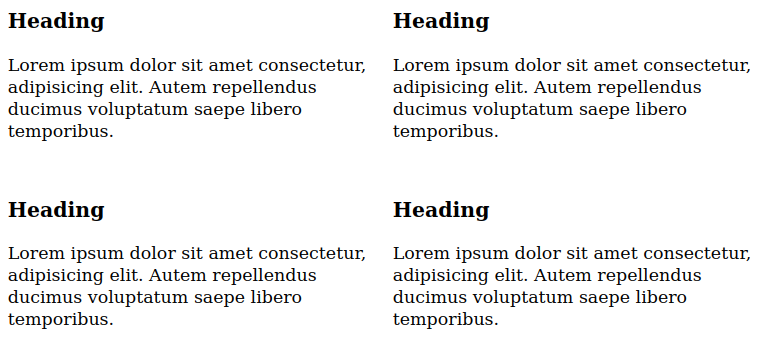 Heading
Lorem ipsum dolor sit amet consectetur,
adipisicing elit. Autem repellendus
ducimus voluptatum saepe libero
temporibus.
Heading
Lorem ipsum dolor sit amet consectetur,
adipisicing elit. Autem repellendus
ducimus voluptatum saepe libero
temporibus.
Heading
Lorem ipsum dolor sit amet consectetur,
adipisicing elit. Autem repellendus
ducimus voluptatum saepe libero
temporibus.
Heading
Lorem ipsum dolor sit amet consectetur,
adipisicing elit. Autem repellendus
ducimus voluptatum saepe libero
temporibus.